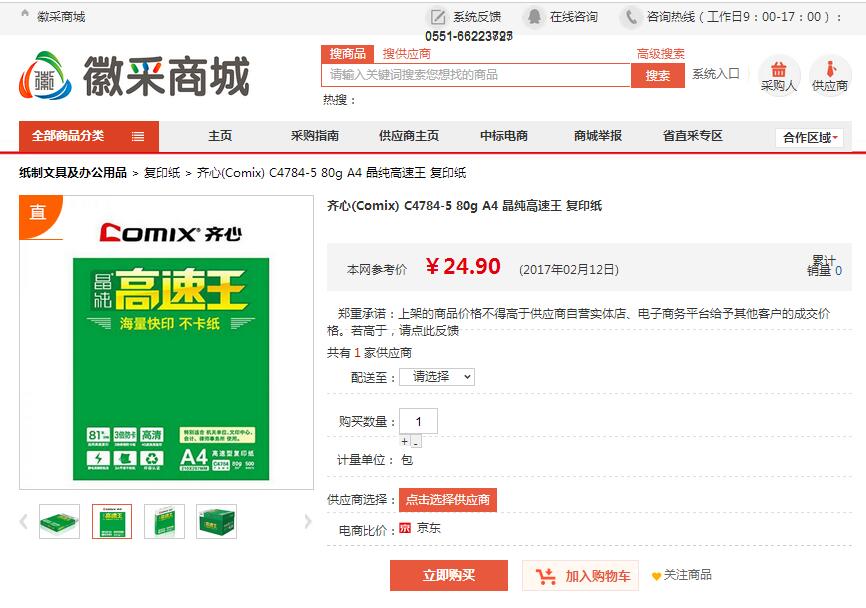 徽采商城
系统反馈
在线咨询
咨询热线（工作日9：00-17：00）：
徽采商城
搜商品 搜供应商 高级搜索
请输入关键词搜索您想找的商品 搜索
系统入口
采购人
供应商
热搜：
全部商品分类 主页 采购指南 供应商主页 中标电商 商城举报 省直采专区 合作区域
纸制文具及办公用品 > 复印纸 > 齐心(Comix) C4784-5 80g A4 晶纯高速王 复印纸
直
齐心(Comix) C4784-5 80g A4 晶纯高速王 复印纸
COMIX 齐心
晶纯 高速王
海量快印 不卡纸
高清
A4 高速型复印纸
本网参考价 ￥24.90 (2017年02月12日)
累计
销量 0
郑重承诺：上架的商品价格不得高于供应商自营实体店、电子商务平台给予其他客户的成交价
格。若高于，请点此反馈
共有 1 家供应商
配送至： 请选择
购买数量： 1
+ -
计量单位： 包
供应商选择： 点击选择供应商
电商比价： 京 京东
立即购买 加入购物车 关注商品